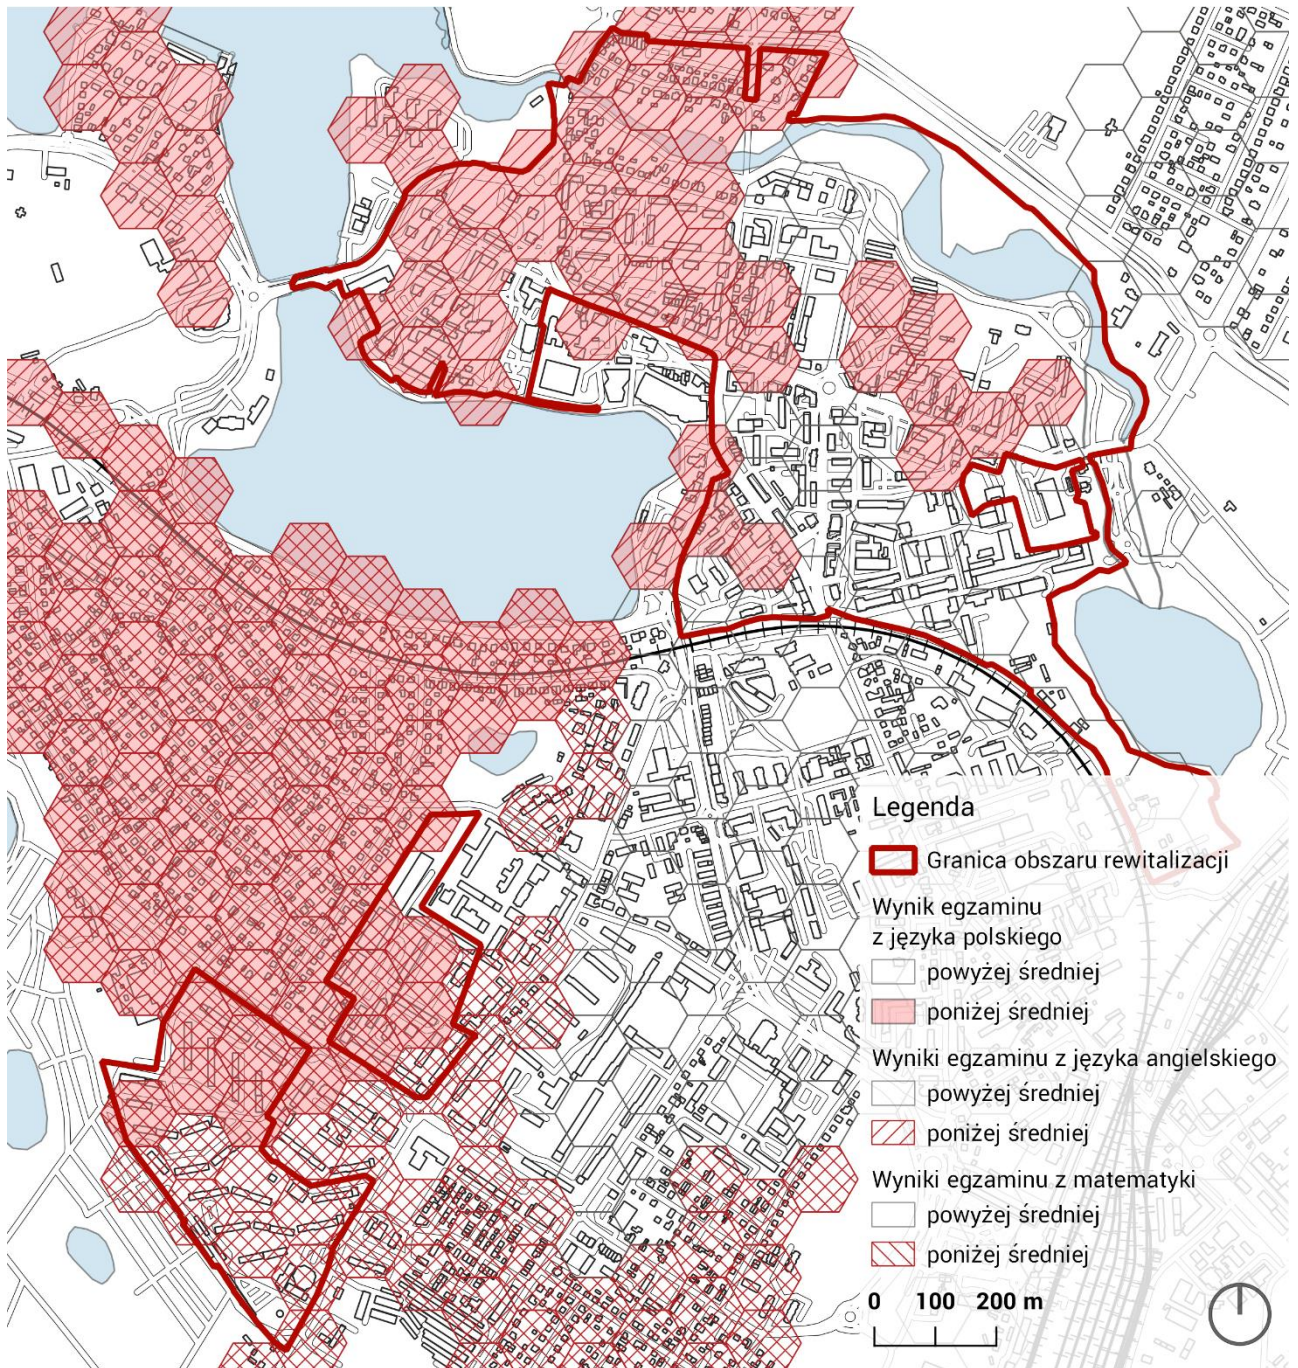 Legenda
Granica obszaru rewitalizacji
Wynik egzaminu
z języka polskiego
powyżej średniej
poniżej średniej
Wyniki egzaminu z języka angielskiego
powyżej średniej
poniżej średniej
Wyniki egzaminu z matematyki
powyżej średniej
poniżej średniej
0 100 200 m